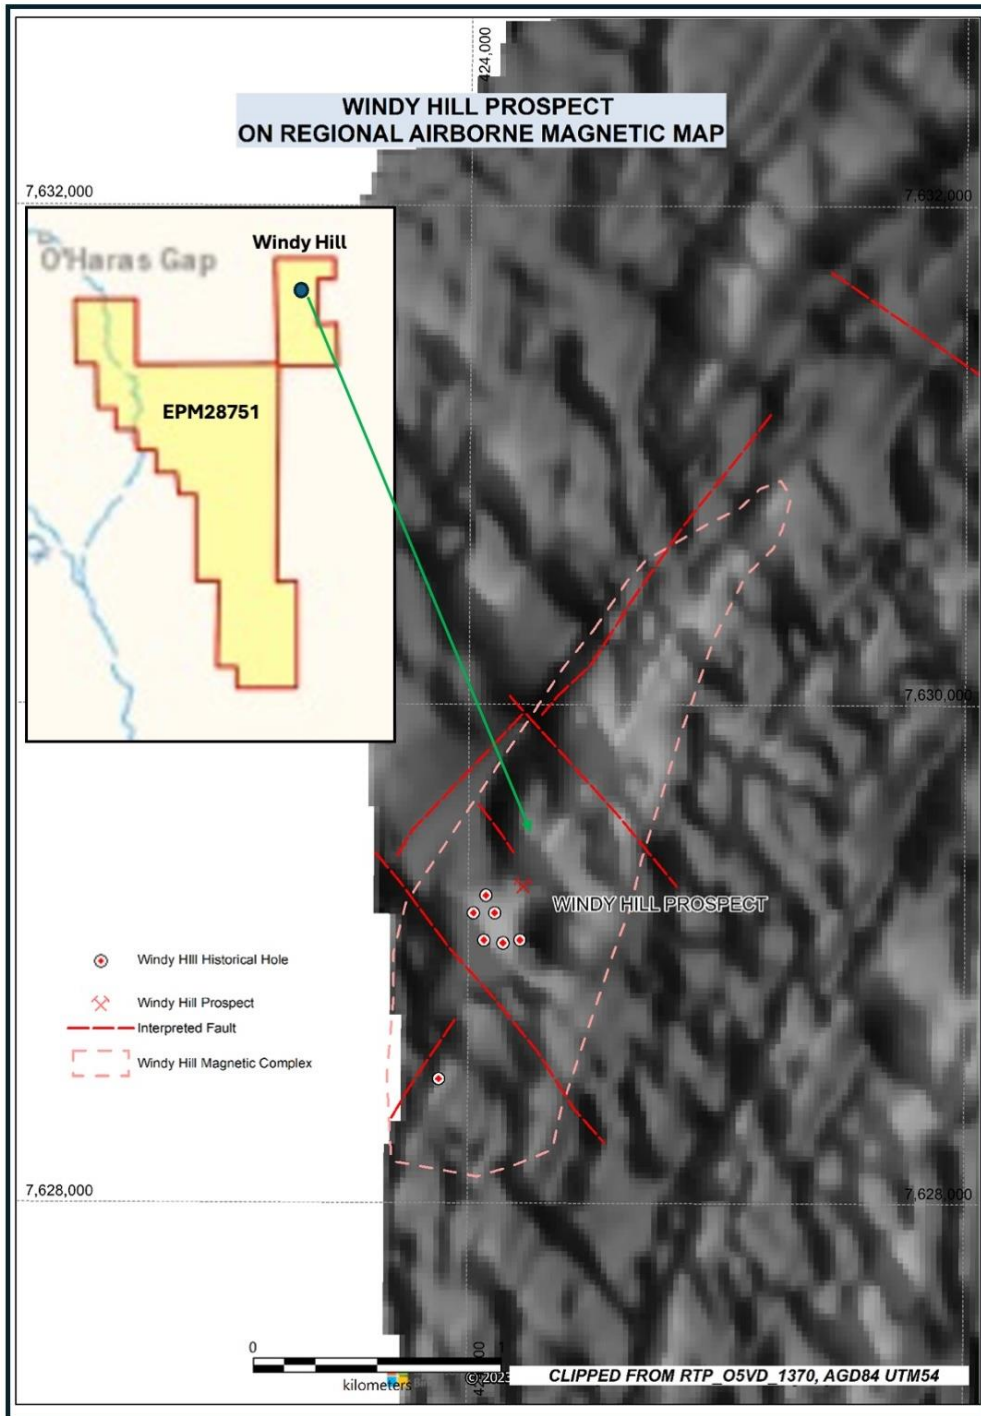 424,000
WINDY HILL PROSPECT
ON REGIONAL AIRBORNE MAGNETIC MAP
7,632,000
7,632,000
Windy Hill
O'Haras Gap
EPM28751
7,630,000
WINDY HILL PROSPECT
Windy HIll Historical Hole
Windy Hill Prospect
Interpreted Fault
Windy Hill Magnetic Complex
7,628,000
7,628,000
0
kilometers
© 2023
CLIPPED FROM RTP_O5VD_1370, AGD84 UTM54